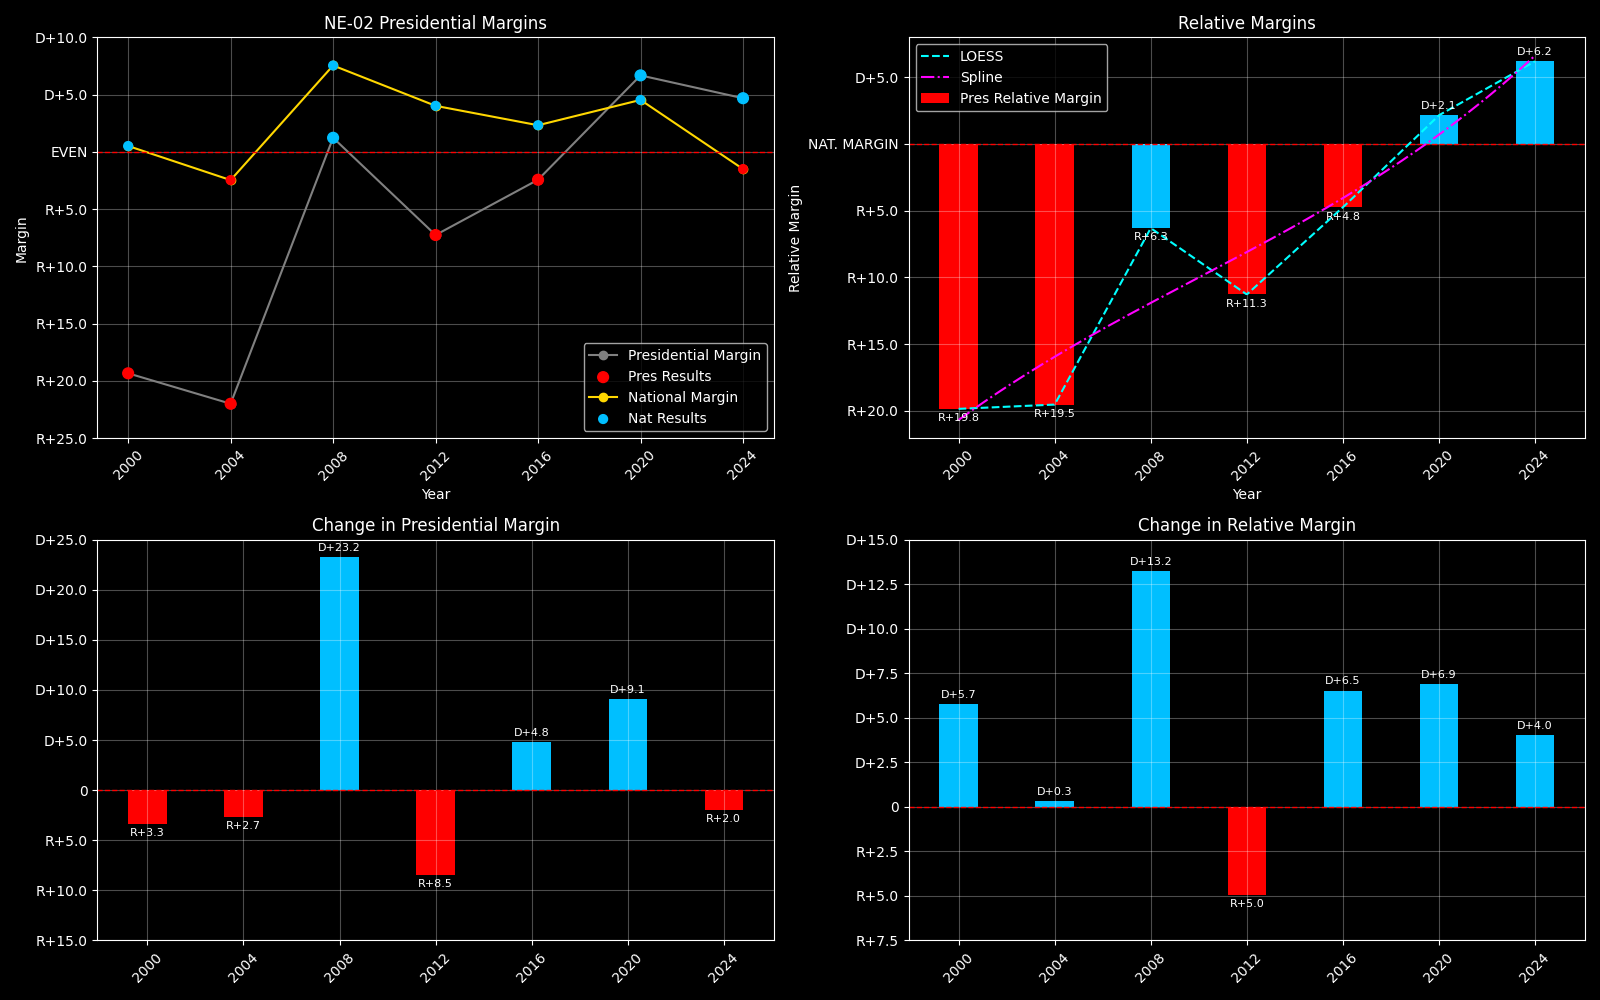 NE-02 Presidential Margins
D+10.0
D+5.0
EVEN
R+5.0
R+10.0
R+15.0
R+20.0
R+25.0
Margin
Presidential Margin
Pres Results
National Margin
Nat Results
2000 2004 2008 2012 2016 2020 2024
Year
Relative Margins
LOESS
Spline
Pres Relative Margin
D+5.0
NAT. MARGIN
R+5.0
R+10.0
R+15.0
R+20.0
Relative Margin
R+19.8 R+19.5 R+6.3 R+11.3 R+4.8 D+2.1 D+6.2
2000 2004 2008 2012 2016 2020 2024
Year
Change in Presidential Margin
D+25.0
D+20.0
D+15.0
D+10.0
D+5.0
0
R+5.0
R+10.0
R+15.0
R+3.3 R+2.7 D+23.2 R+8.5 D+4.8 D+9.1 R+2.0
2000 2004 2008 2012 2016 2020 2024
Change in Relative Margin
D+15.0
D+12.5
D+10.0
D+7.5
D+5.0
D+2.5
0
R+2.5
R+5.0
R+7.5
D+5.7 D+0.3 D+13.2 R+5.0 D+6.5 D+6.9 D+4.0
2000 2004 2008 2012 2016 2020 2024